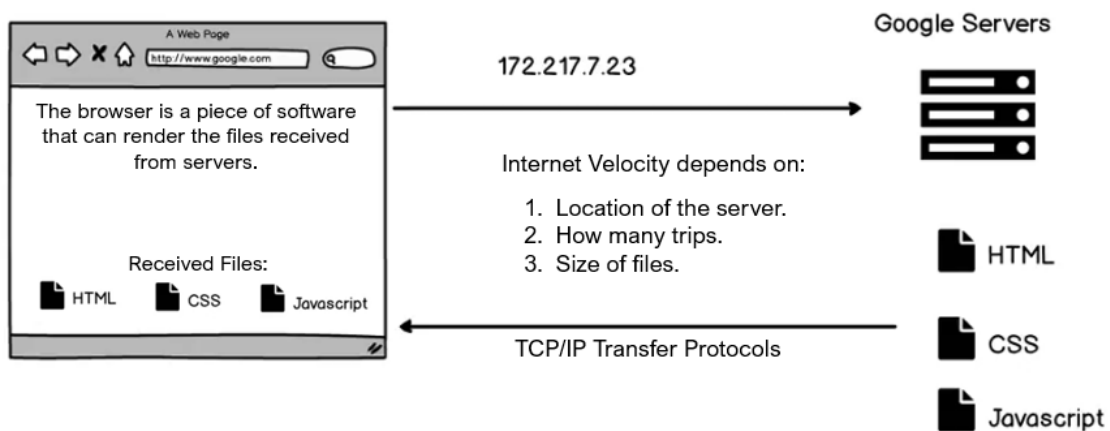 A Web Page
http://www.google.com
The browser is a piece of software
that can render the files received
from servers.
Received Files:
HTML
CSS
Javascript
172.217.7.23
Internet Velocity depends on:
1. Location of the server.
2. How many trips.
3. Size of files.
TCP/IP Transfer Protocols
Google Servers
HTML
CSS
Javascript